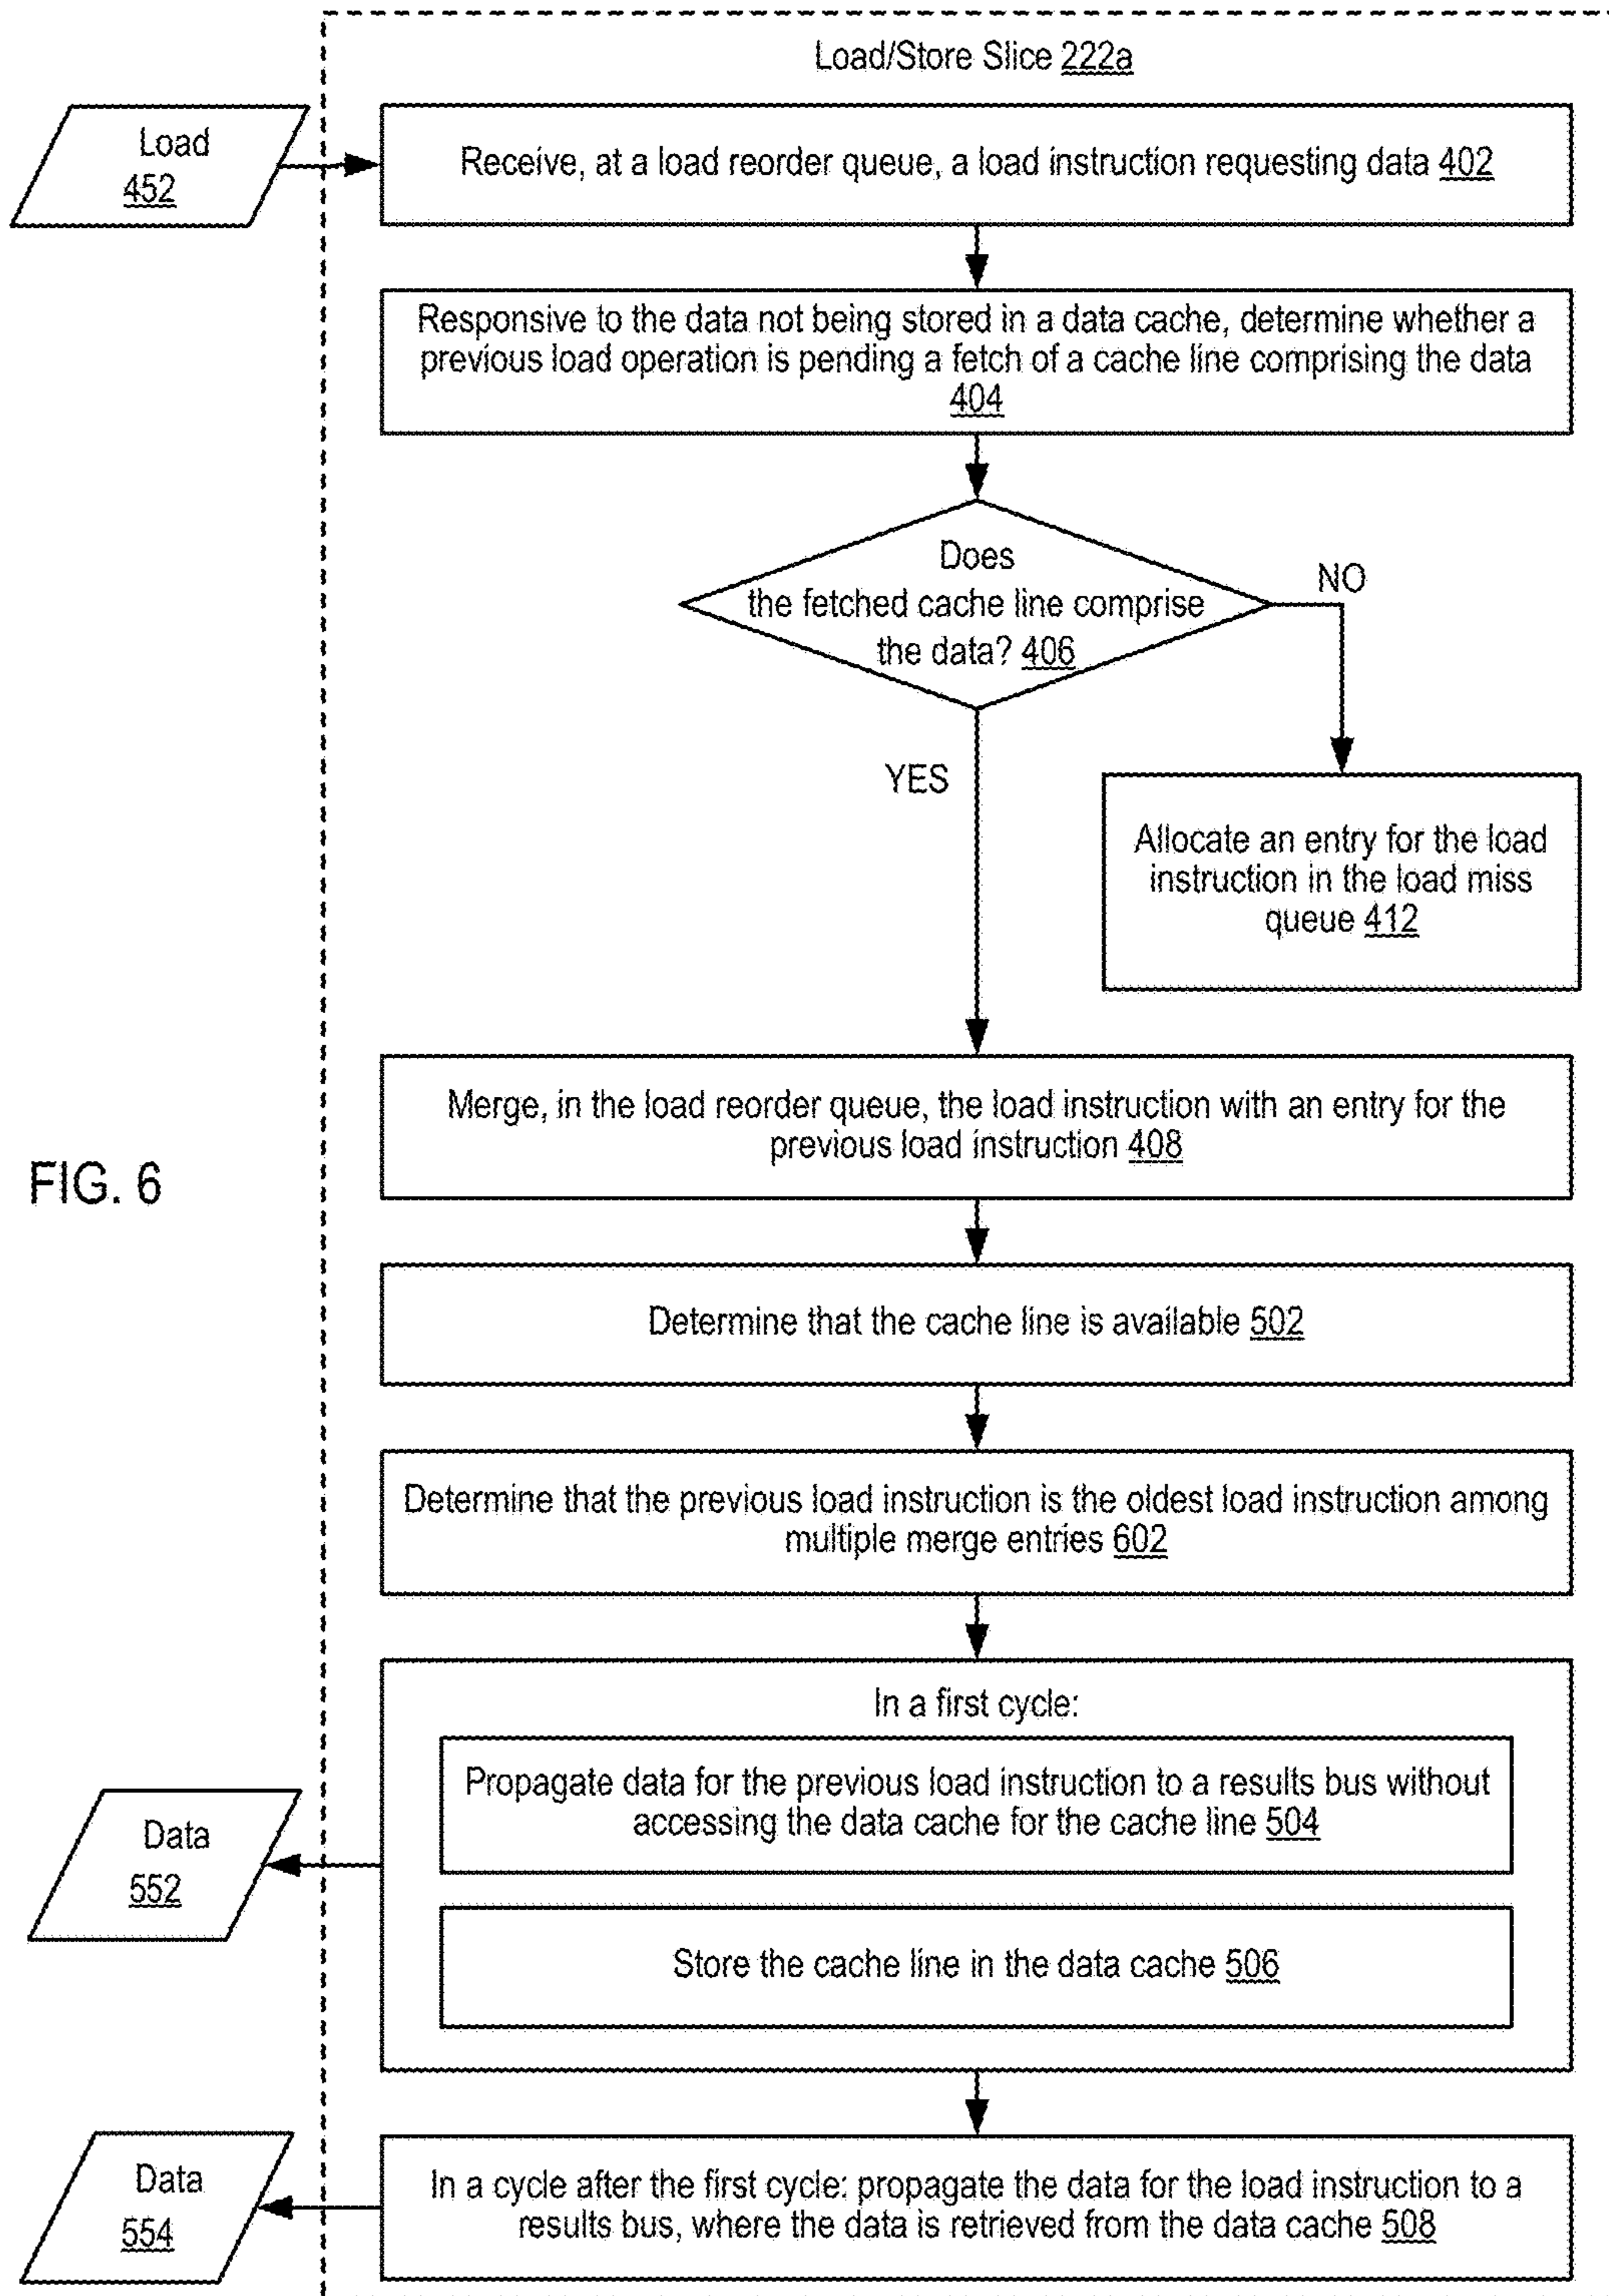 Load/Store Slice 222a
Load
452
Receive, at a load reorder queue, a load instruction requesting data 402
Responsive to the data not being stored in a data cache, determine whether a
previous load operation is pending a fetch of a cache line comprising the data
404
Does
the fetched cache line comprise
the data? 406
NO
YES
Allocate an entry for the load
instruction in the load miss
queue 412
Merge, in the load reorder queue, the load instruction with an entry for the
previous load instruction 408
FIG. 6
Determine that the cache line is available 502
Determine that the previous load instruction is the oldest load instruction among
multiple merge entries 602
In a first cycle:
Propagate data for the previous load instruction to a results bus without
accessing the data cache for the cache line 504
Data
552
Store the cache line in the data cache 506
Data
554
In a cycle after the first cycle: propagate the data for the load instruction to a
results bus, where the data is retrieved from the data cache 508